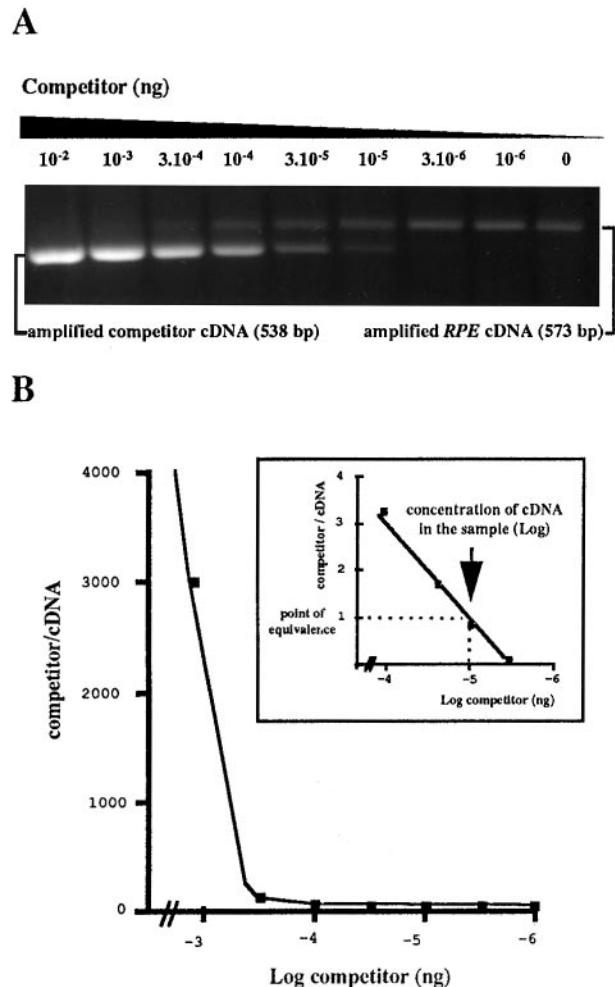 A
Competitor (ng)
10-2 10-3 3.10-4 10-4 3.10-5 10-5 3.10-6 10-6 0
amplified competitor cDNA (538 bp) amplified RPE cDNA (573 bp)
B
4000
3000
2000
1000
0
competitor/cDNA
-3 -4 -5 -6
Log competitor (ng)
4
3
2
1
competitor / cDNA
concentration of cDNA
in the sample (Log)
point of
equivalence
-4 -5 -6
Log competitor (ng)